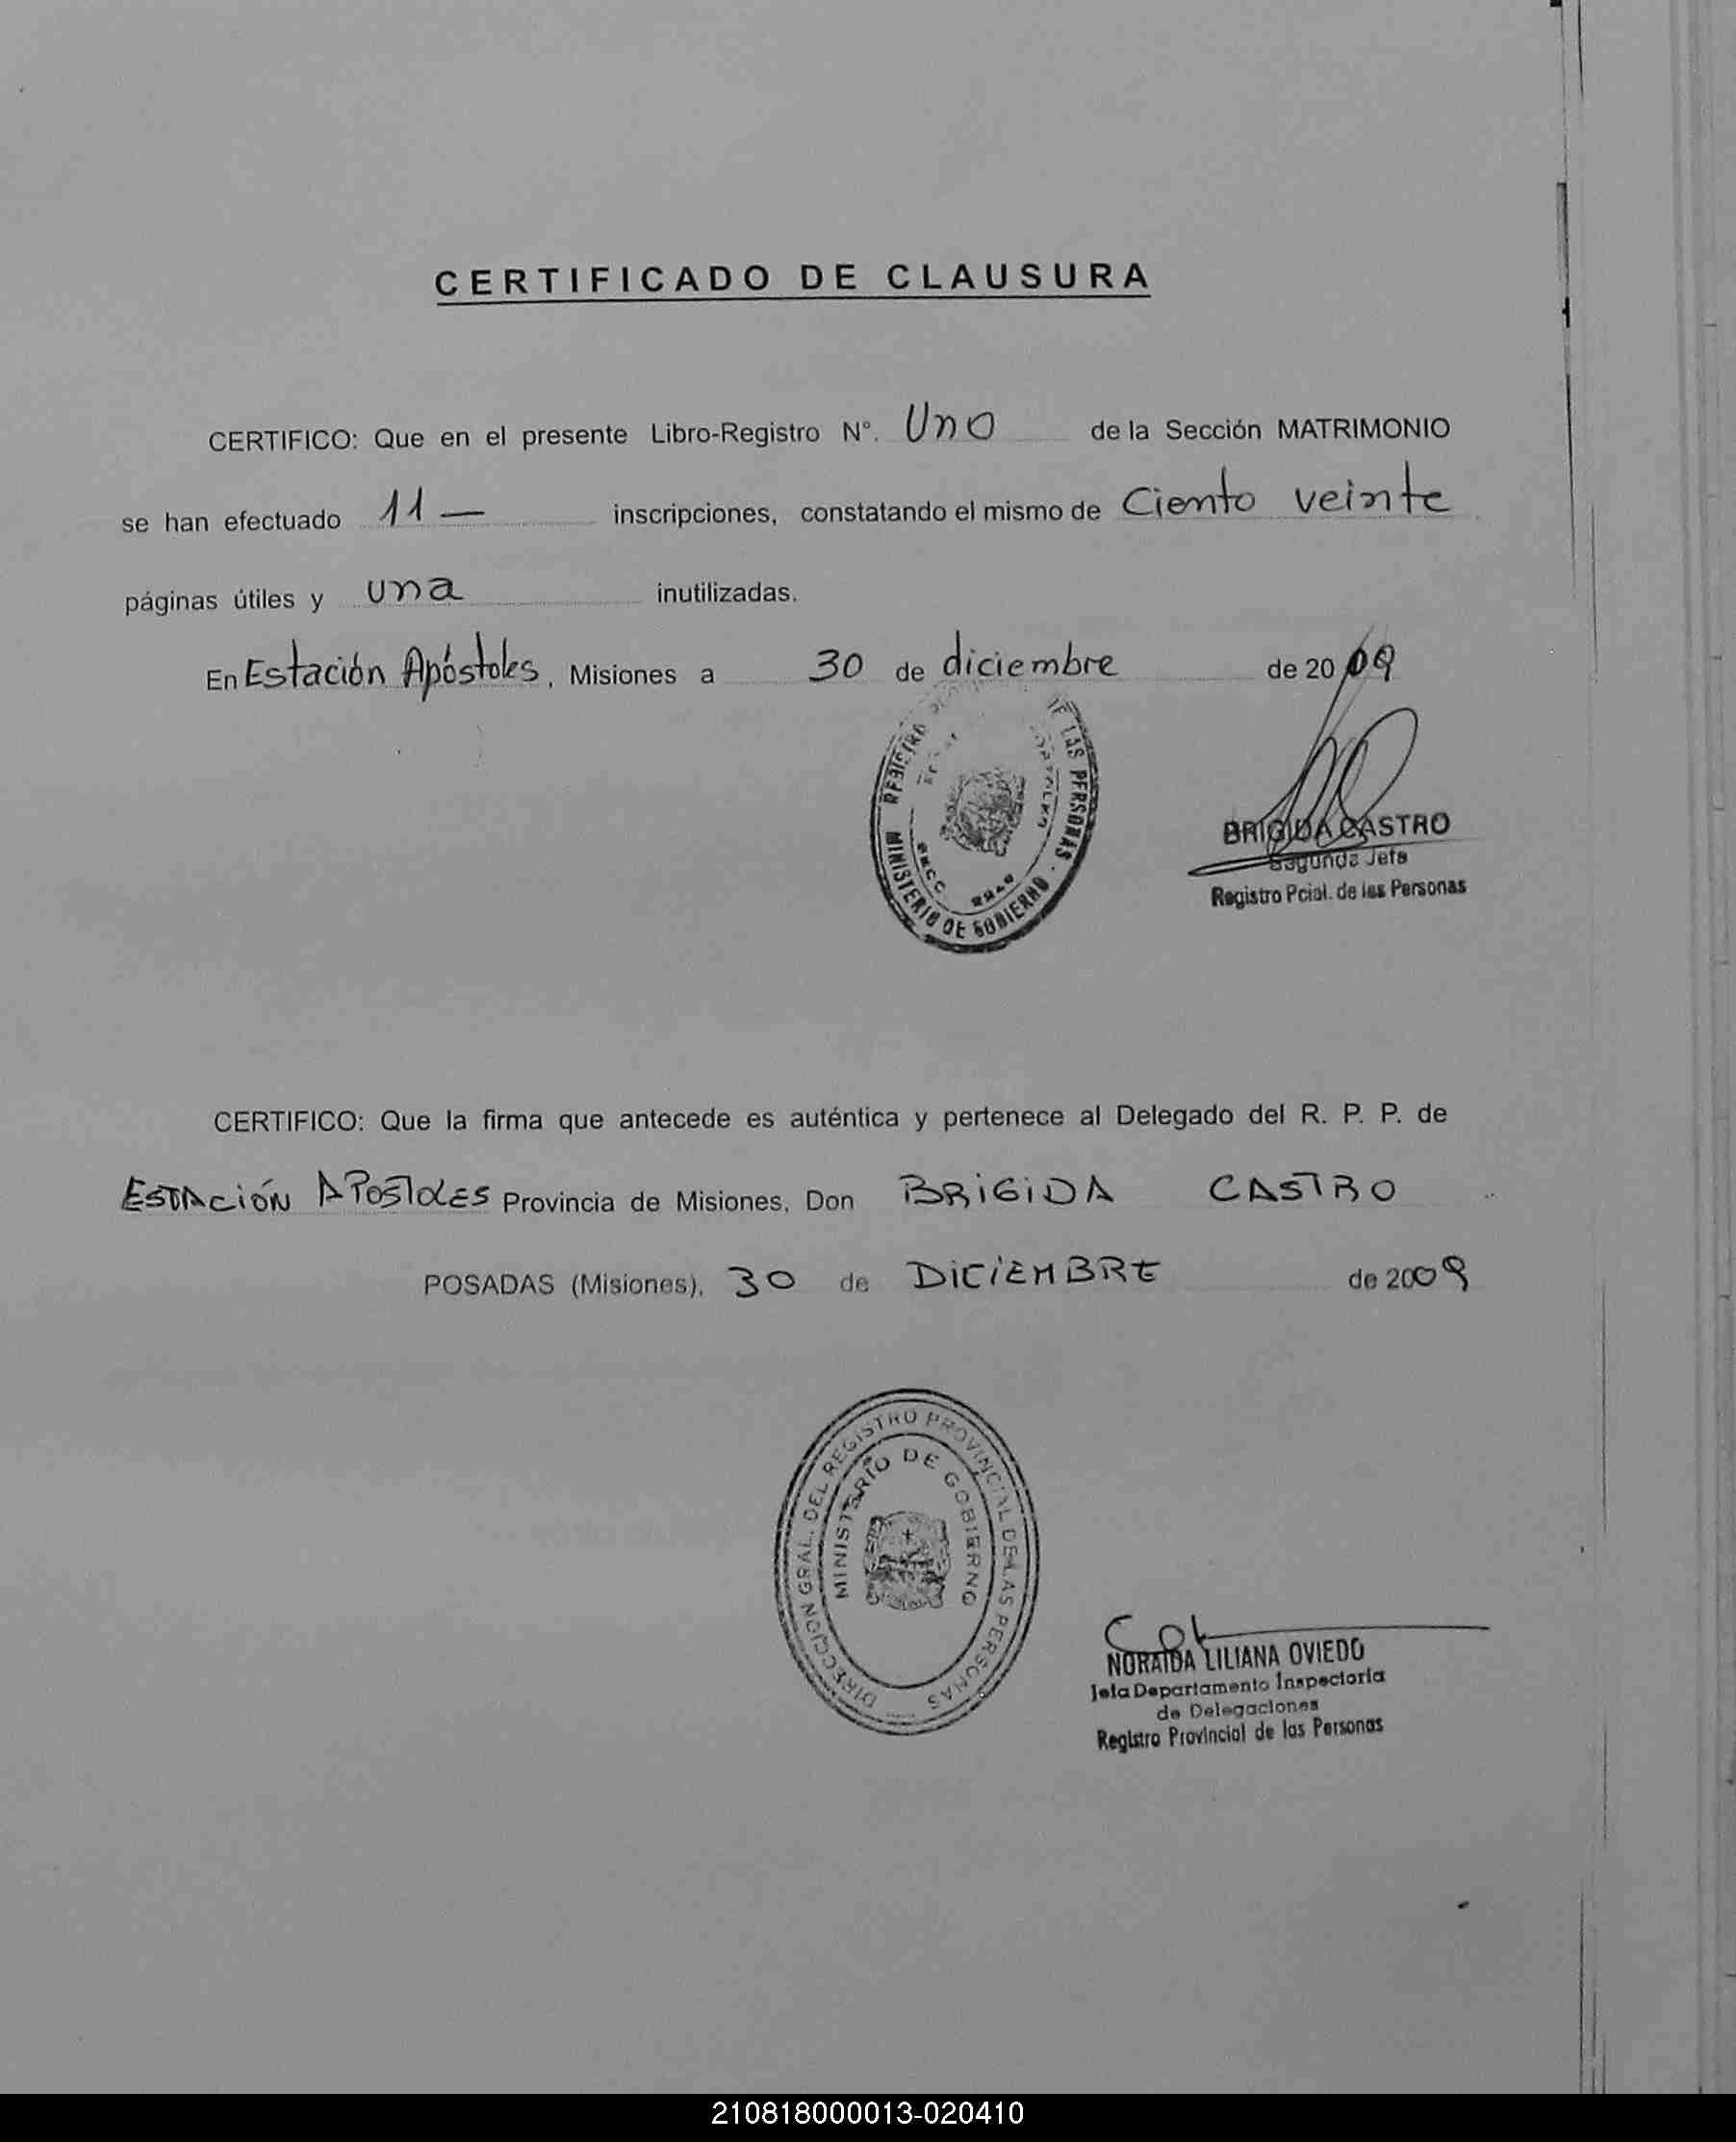 CERTIFICADO DE CLAUSURA
CERTIFICO: Que en el presente Libro-Registro N°. Uno de la Sección MATRIMONIO
se han efectuado 11 — inscripciones, constatando el mismo de Ciento veinte
páginas útiles y una inutilizadas.
En Estación Apóstoles, Misiones a 30 de diciembre de 2009
DE LAS PERSONAS
MINISTERIO DE GOBIERNO
BRIGIDA CASTRO
Segunda Jefa
Registro Pcial. de las Personas
CERTIFICO: Que la firma que antecede es auténtica y pertenece al Delegado del R. P. P. de
ESTACIÓN APOSTOLES Provincia de Misiones, Don BRIGIDA CASTRO
POSADAS (Misiones), 30 de DICIEMBRE de 2009
DIRECCION GRAL. DEL REGISTRO PROVINCIAL DE LAS PERSONAS
MINISTERIO DE GOBIERNO
NORAIDA LILIANA OVIEDO
Jefa Departamento Inspectoria
de Delegaciones
Registro Provincial de las Personas
210818000013-020410